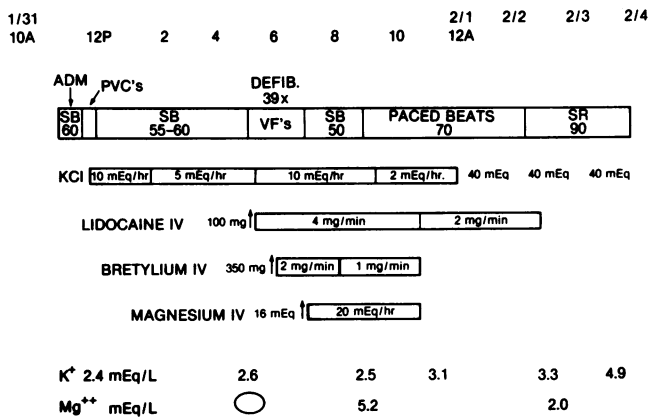 1/31 2/1 2/2 2/3 2/4
10A 12P 2 4 6 8 10 12A
ADM PVC's DEFIB.
39x
SB SB VF's SB PACED BEATS SR
60 55-60 50 70 90
KCl 10 mEq/hr 5 mEq/hr 10 mEq/hr 2 mEq/hr. 40 mEq 40 mEq 40 mEq
LIDOCAINE IV 100 mg 4 mg/min 2 mg/min
BRETYLIUM IV 350 mg 2 mg/min 1 mg/min
MAGNESIUM IV 16 mEq 20 mEq/hr
K+ 2.4 mEq/L 2.6 2.5 3.1 3.3 4.9
Mg++ mEq/L 5.2 2.0